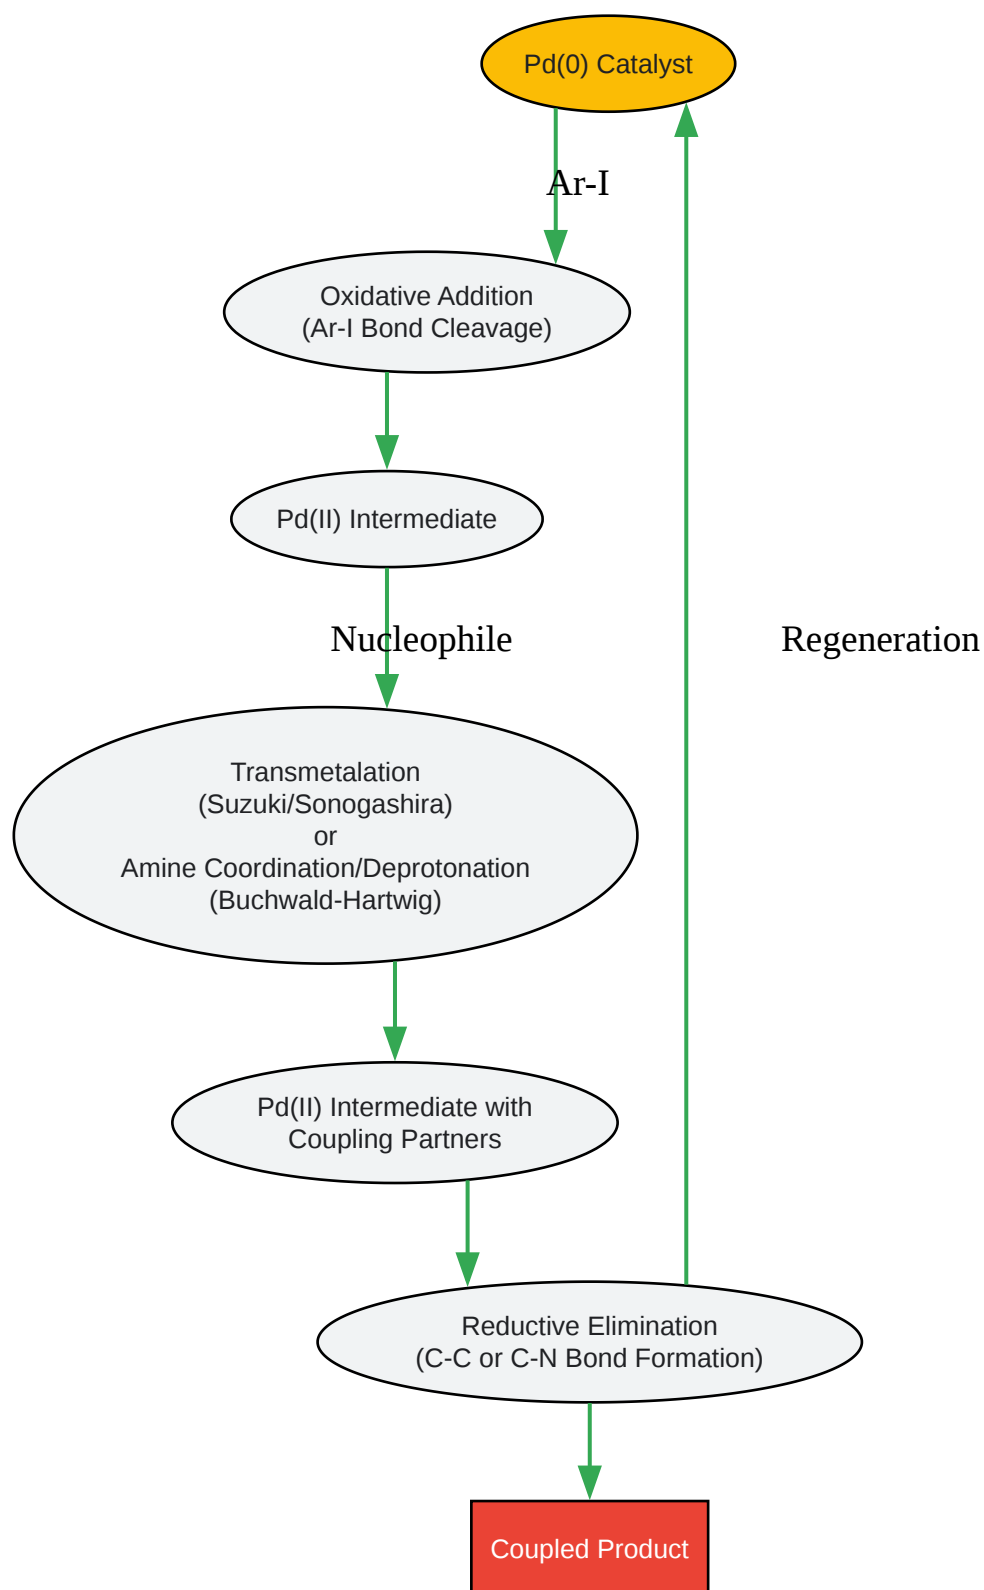 Pd(0) Catalyst
Ar-I
Oxidative Addition
(Ar-I Bond Cleavage)
Pd(II) Intermediate
Nucleophile
Regeneration
Transmetalation
(Suzuki/Sonogashira)
or
Amine Coordination/Deprotonation
(Buchwald-Hartwig)
Pd(II) Intermediate with
Coupling Partners
Reductive Elimination
(C-C or C-N Bond Formation)
Coupled Product